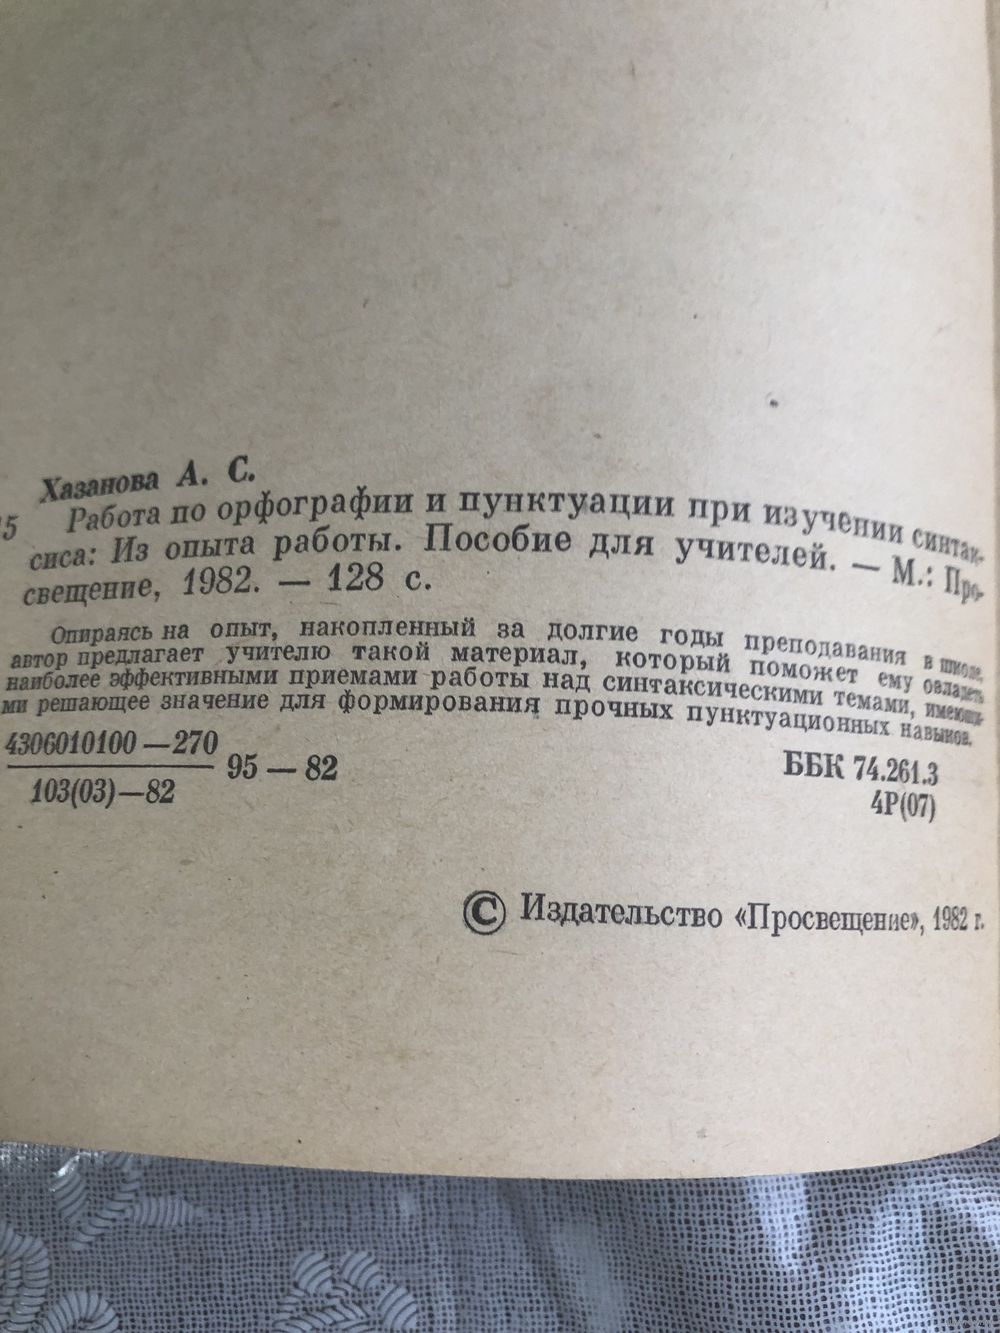 Хазанова А. С.
5 Работа по орфографии и пунктуации при изучении синтак-
сиса: Из опыта работы. Пособие для учителей. — М.: Про-
свещение, 1982. — 128 с.
Опираясь на опыт, накопленный за долгие годы преподавания в школе,
автор предлагает учителю такой материал, который поможет ему овладеть
наиболее эффективными приемами работы над синтаксическими темами, имеющи-
ми решающее значение для формирования прочных пунктуационных навыков.
4306010100—270
103(03)—82
95—82
ББК 74.261.3
4Р(07)
© Издательство «Просвещение», 1982 г.